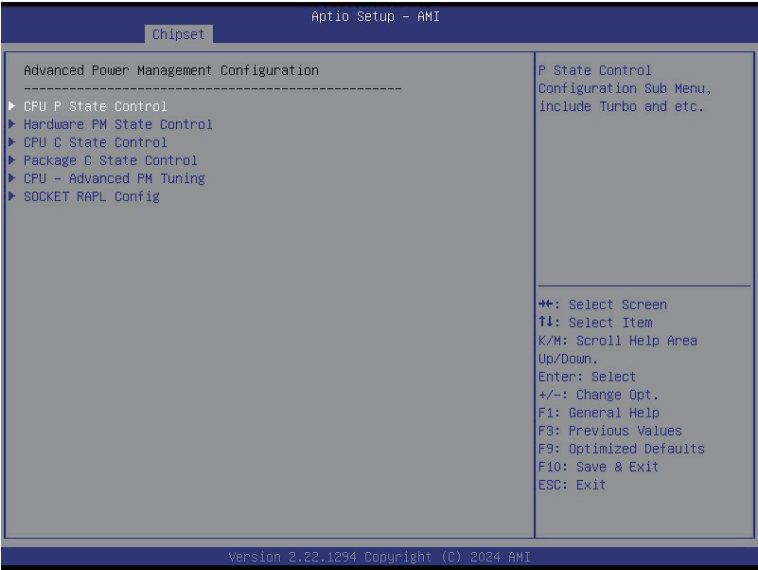 Aptio Setup – AMI
Chipset
Advanced Power Management Configuration
------------------------------------------------
▶ CPU P State Control
▶ Hardware PM State Control
▶ CPU C State Control
▶ Package C State Control
▶ CPU – Advanced PM Tuning
▶ SOCKET RAPL Config
P State Control
Configuration Sub Menu,
include Turbo and etc.
→←: Select Screen
↑↓: Select Item
K/M: Scroll Help Area
Up/Down.
Enter: Select
+/-: Change Opt.
F1: General Help
F3: Previous Values
F9: Optimized Defaults
F10: Save & Exit
ESC: Exit
Version 2.22.1294 Copyright (C) 2024 AMI